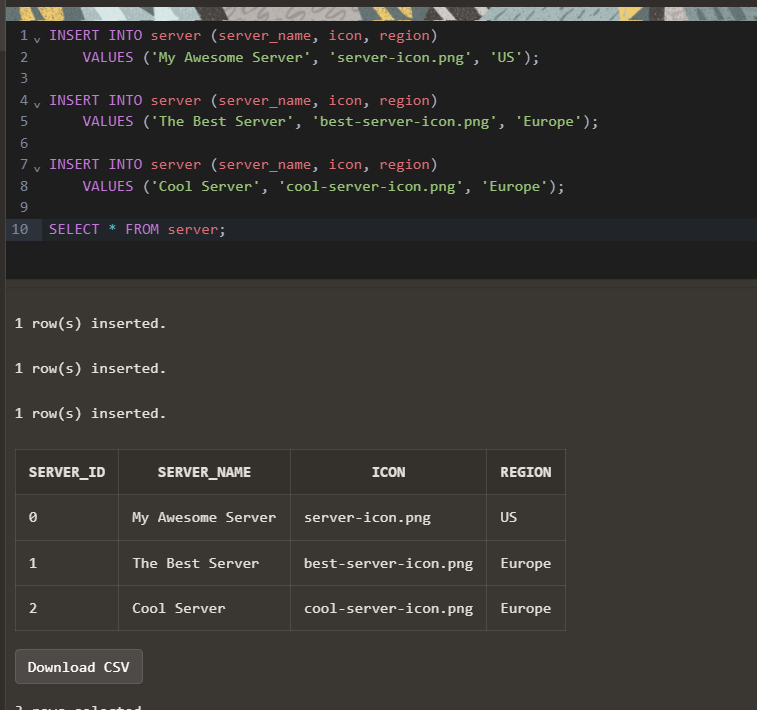 1 INSERT INTO server (server_name, icon, region)
2 VALUES ('My Awesome Server', 'server-icon.png', 'US');
3
4 INSERT INTO server (server_name, icon, region)
5 VALUES ('The Best Server', 'best-server-icon.png', 'Europe');
6
7 INSERT INTO server (server_name, icon, region)
8 VALUES ('Cool Server', 'cool-server-icon.png', 'Europe');
9
10 SELECT * FROM server;
1 row(s) inserted.
1 row(s) inserted.
1 row(s) inserted.
SERVER_ID SERVER_NAME ICON REGION
0 My Awesome Server server-icon.png US
1 The Best Server best-server-icon.png Europe
2 Cool Server cool-server-icon.png Europe
Download CSV
3 rows selected